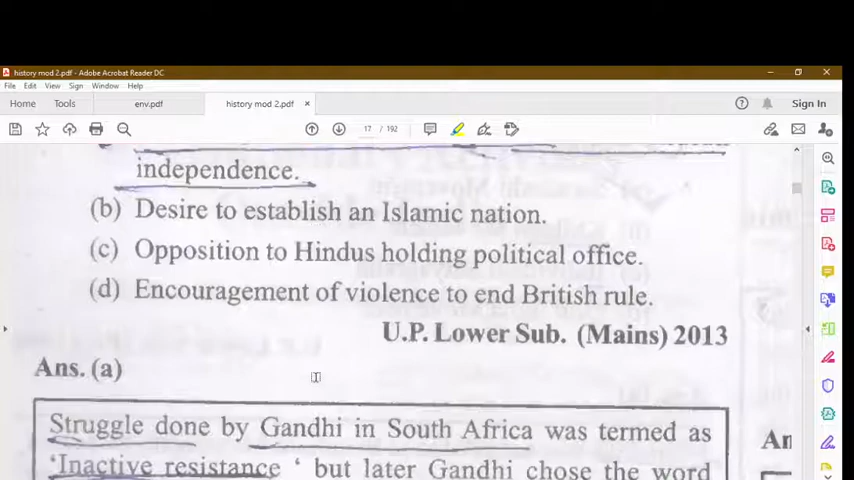 history mod 2.pdf - Adobe Acrobat Reader DC
File Edit View Sign Window Help
Home Tools env.pdf history mod 2.pdf × Sign In
17 / 192
independence.
(b) Desire to establish an Islamic nation.
(c) Opposition to Hindus holding political office.
(d) Encouragement of violence to end British rule.
U.P. Lower Sub. (Mains) 2013
Ans. (a)
Struggle done by Gandhi in South Africa was termed as
'Inactive resistance ‘ but later Gandhi chose the word
An